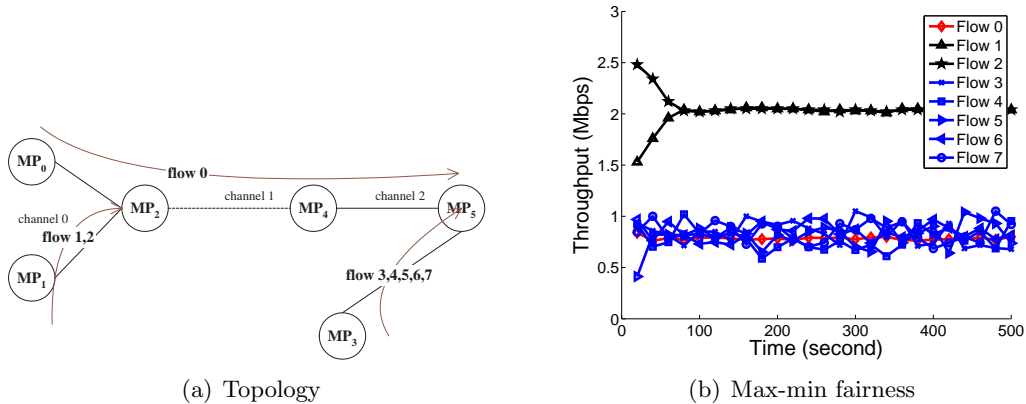 MP0
flow 0
channel 0
flow 1,2
MP2
channel 1
MP4
channel 2
MP5
MP1
flow 3,4,5,6,7
MP3
(a) Topology
Throughput (Mbps)
3
2.5
2
1.5
1
0.5
0
0 100 200 300 400 500
Time (second)
Flow 0
Flow 1
Flow 2
Flow 3
Flow 4
Flow 5
Flow 6
Flow 7
(b) Max-min fairness